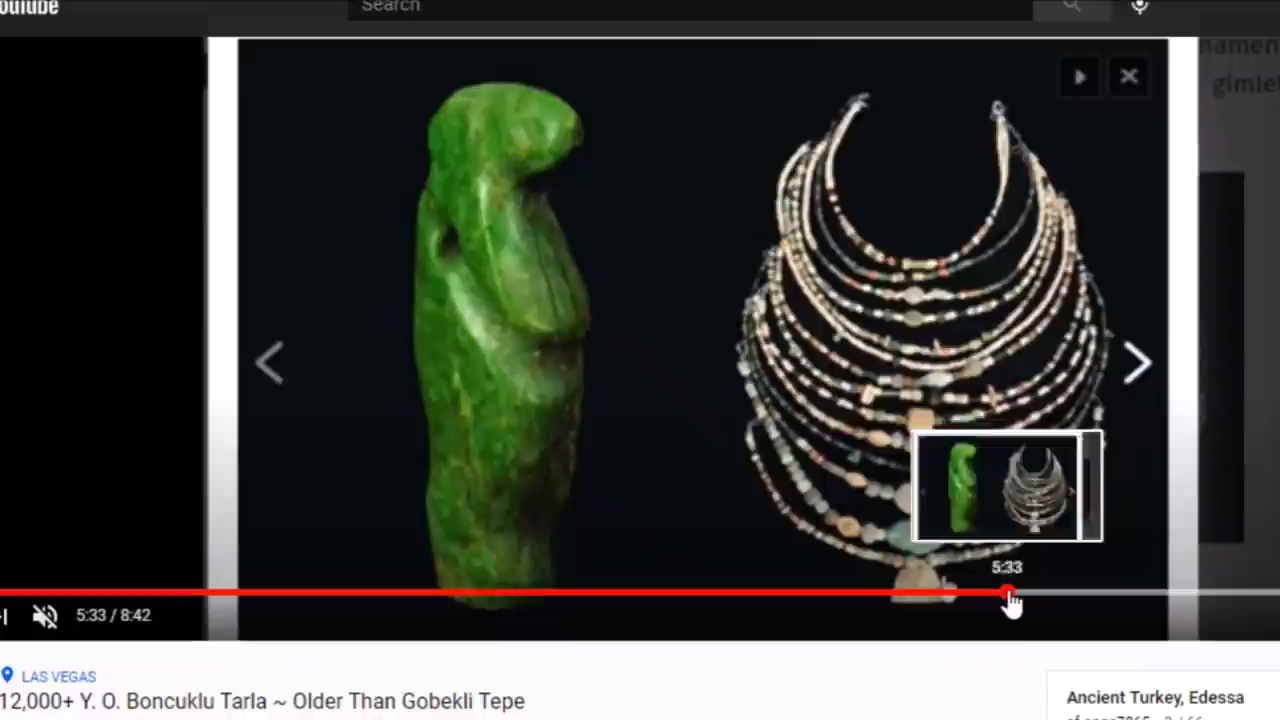 Search
gimle
5:33
5:33 / 8:42
LAS VEGAS
12,000+ Y. O. Boncuklu Tarla ~ Older Than Gobekli Tepe
Ancient Turkey, Edessa